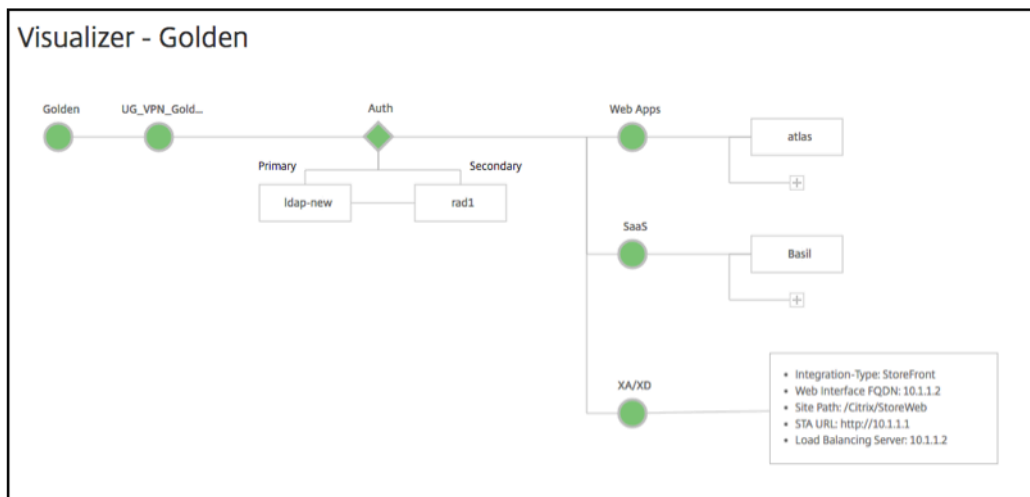 Visualizer - Golden
Golden
UG_VPN_Gold...
Auth
Web Apps
atlas
Primary
Secondary
ldap-new
rad1
SaaS
Basil
XA/XD
• Integration-Type: StoreFront
• Web Interface FQDN: 10.1.1.2
• Site Path: /Citrix/StoreWeb
• STA URL: http://10.1.1.1
• Load Balancing Server: 10.1.1.2